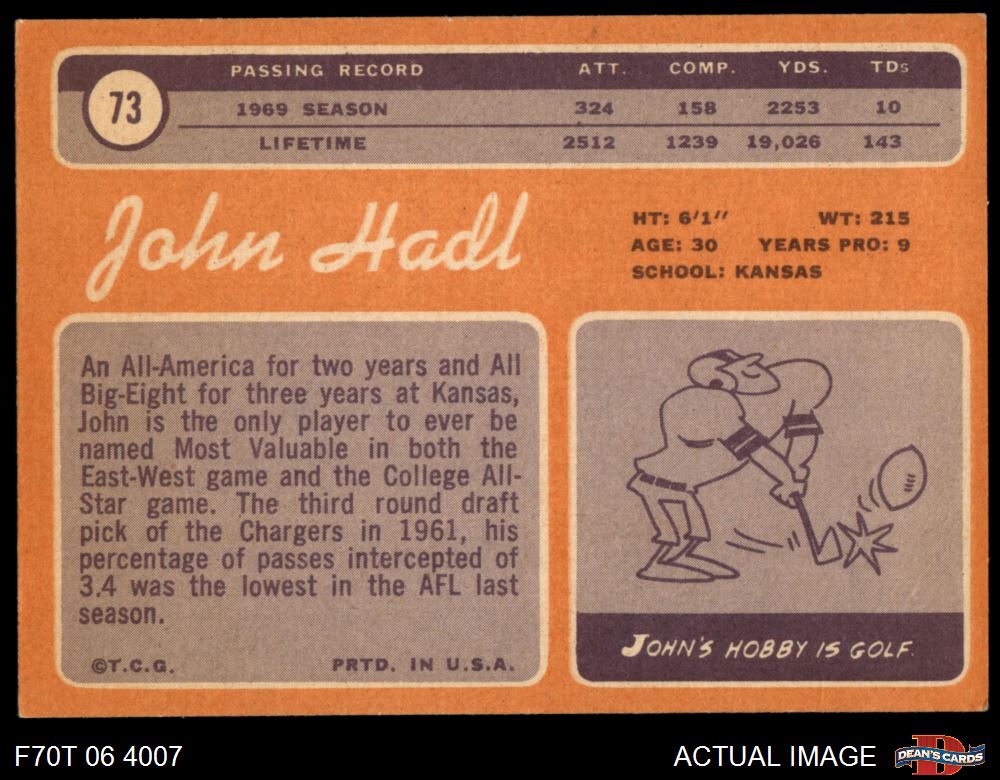 PASSING RECORD ATT. COMP. YDS. TDs
73
1969 SEASON 324 158 2253 10
LIFETIME 2512 1239 19,026 143
John Hadl
HT: 6'1" WT: 215
AGE: 30 YEARS PRO: 9
SCHOOL: KANSAS
An All-America for two years and All
Big-Eight for three years at Kansas,
John is the only player to ever be
named Most Valuable in both the
East-West game and the College All-
Star game. The third round draft
pick of the Chargers in 1961, his
percentage of passes intercepted of
3.4 was the lowest in the AFL last
season.
©T.C.G. PRTD. IN U.S.A.
JOHN'S HOBBY IS GOLF.
F70T 06 4007
ACTUAL IMAGE
D
DEAN'S CARDS